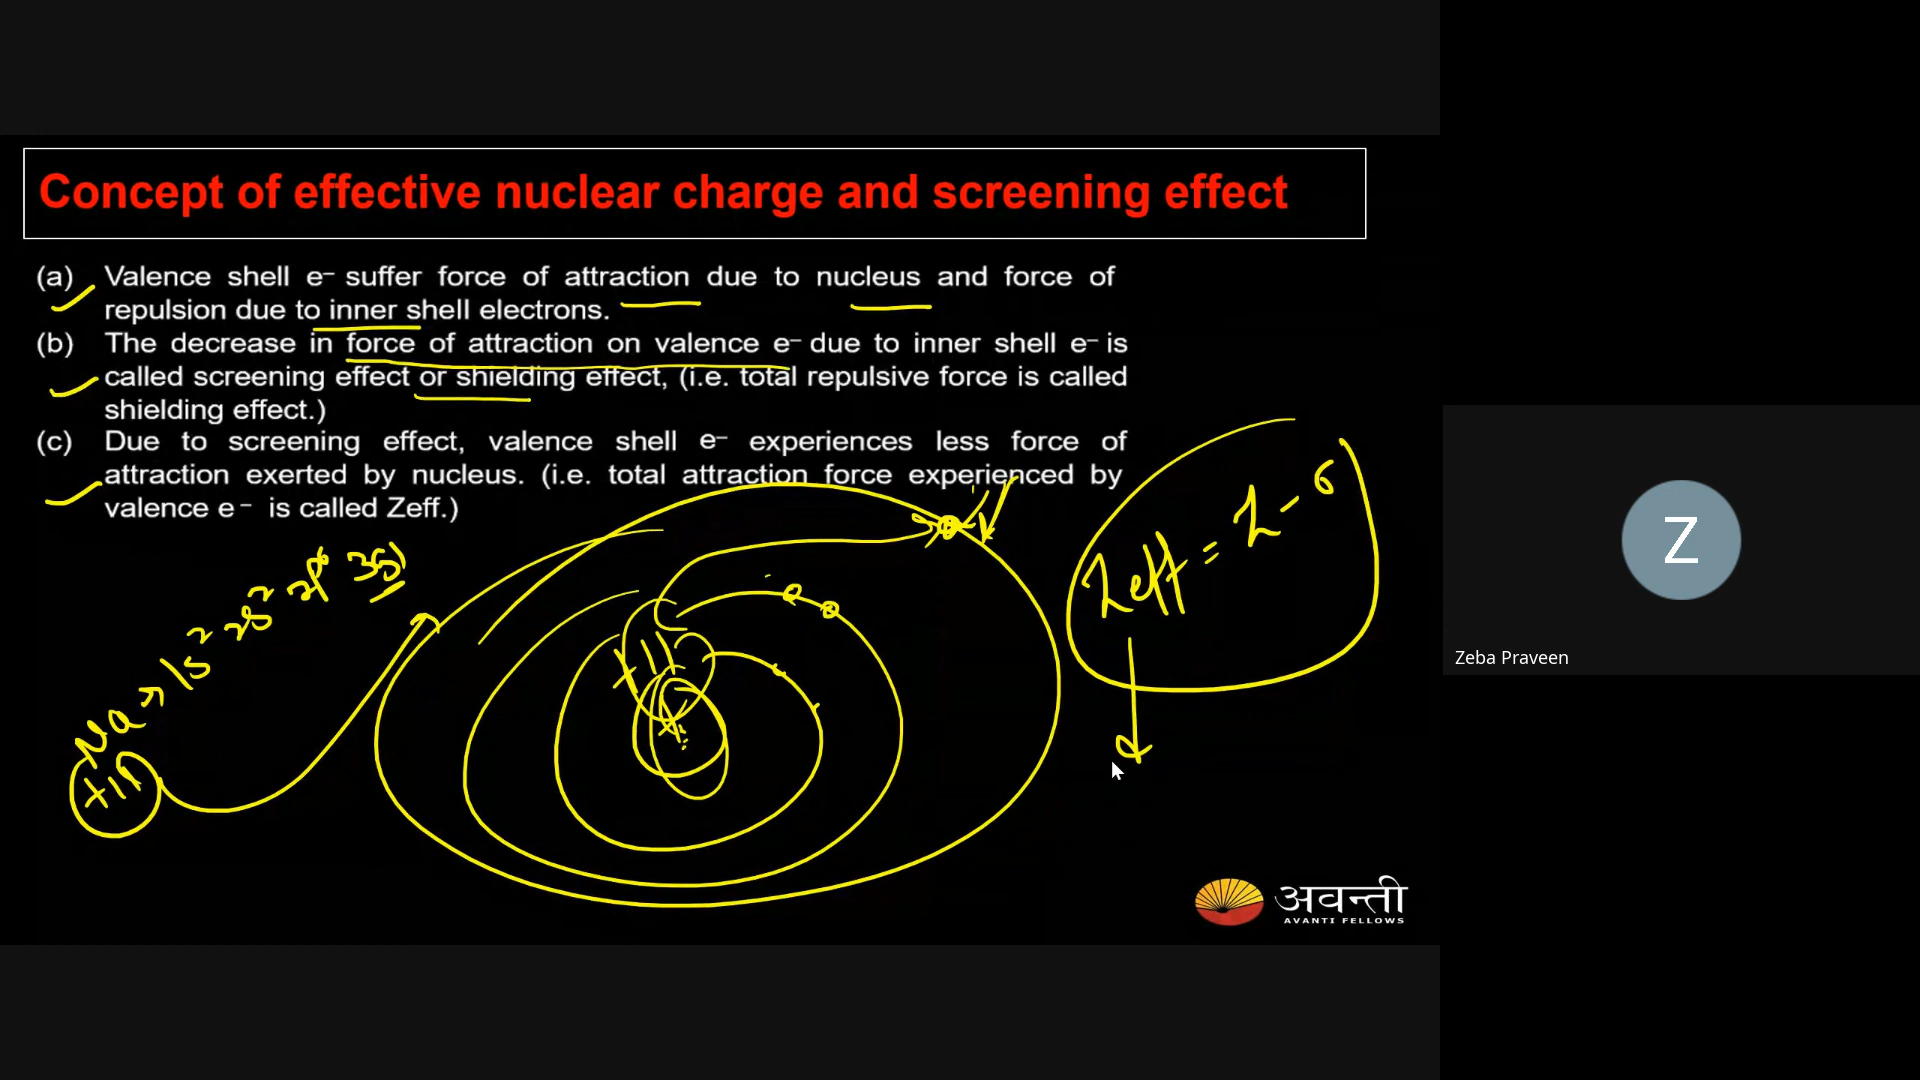 Concept of effective nuclear charge and screening effect
(a) Valence shell e⁻ suffer force of attraction due to nucleus and force of
repulsion due to inner shell electrons.
(b) The decrease in force of attraction on valence e⁻ due to inner shell e⁻ is
called screening effect or shielding effect, (i.e. total repulsive force is called
shielding effect.)
(c) Due to screening effect, valence shell e⁻ experiences less force of
attraction exerted by nucleus. (i.e. total attraction force experienced by
valence e⁻ is called Zeff.)
Zeff = Z - σ
Na → 1s² 2s² 2p⁶ 3s¹
+11
Z
Zeba Praveen
अवन्ती
AVANTI FELLOWS